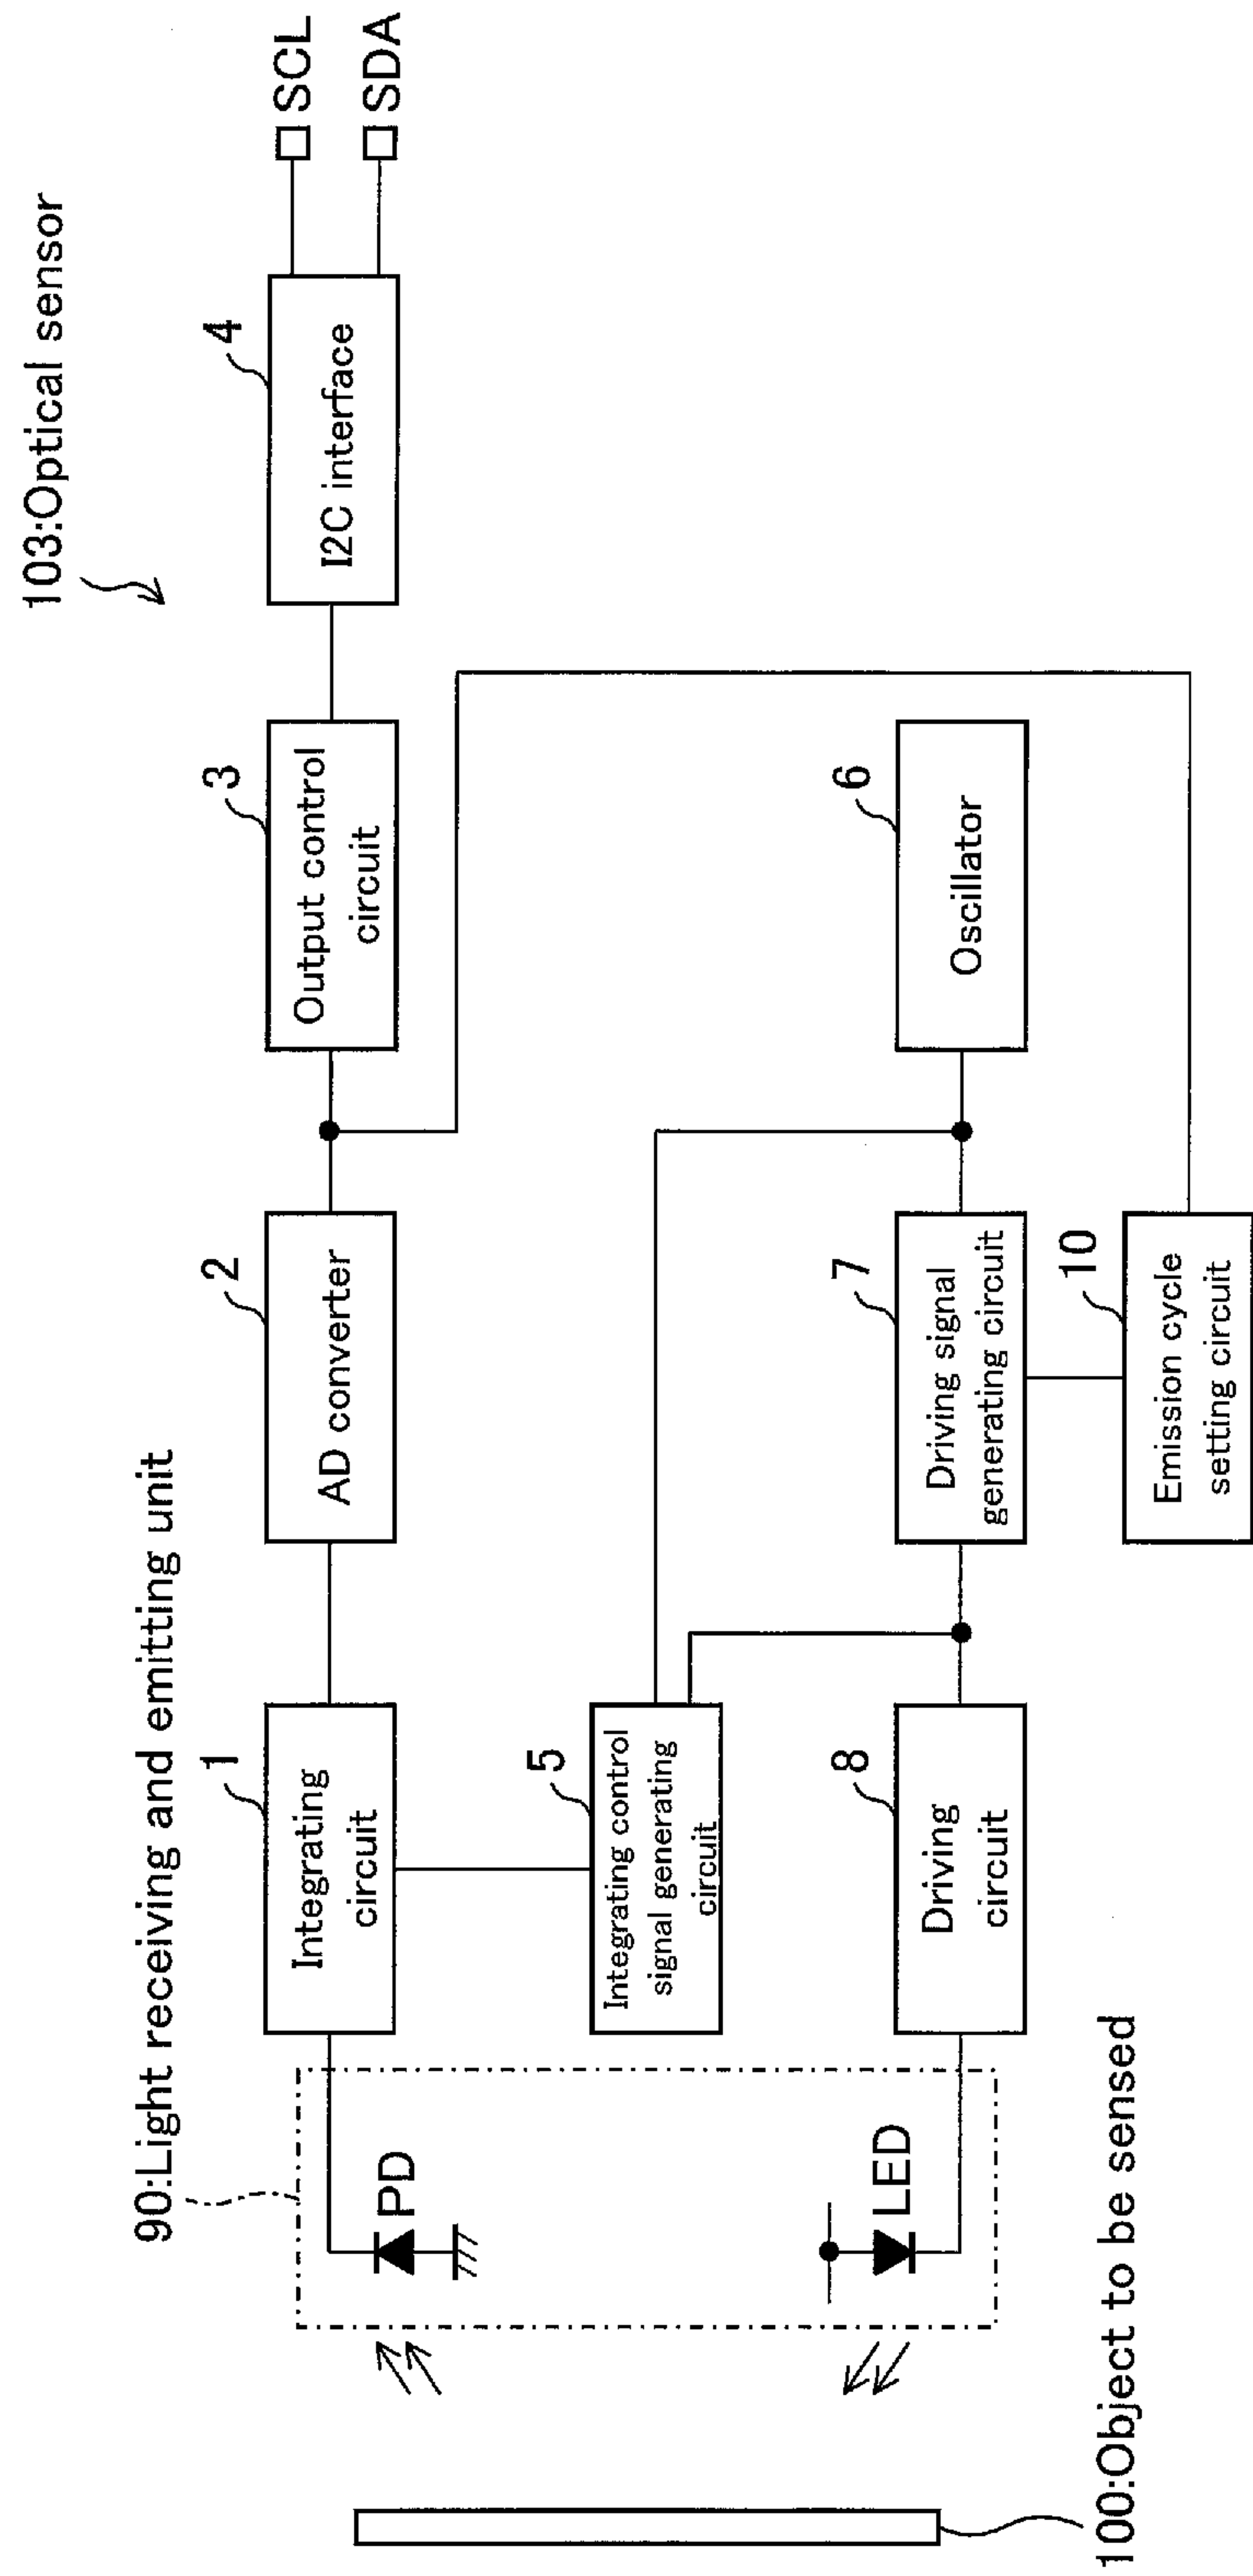 103:Optical sensor
90:Light receiving and emitting unit
1
Integrating
circuit
2
AD converter
3
Output control
circuit
4
I2C interface
SCL
SDA
PD
5
Integrating control
signal generating
circuit
LED
8
Driving
circuit
7
Driving signal
generating circuit
6
Oscillator
10
Emission cycle
setting circuit
100:Object to be sensed